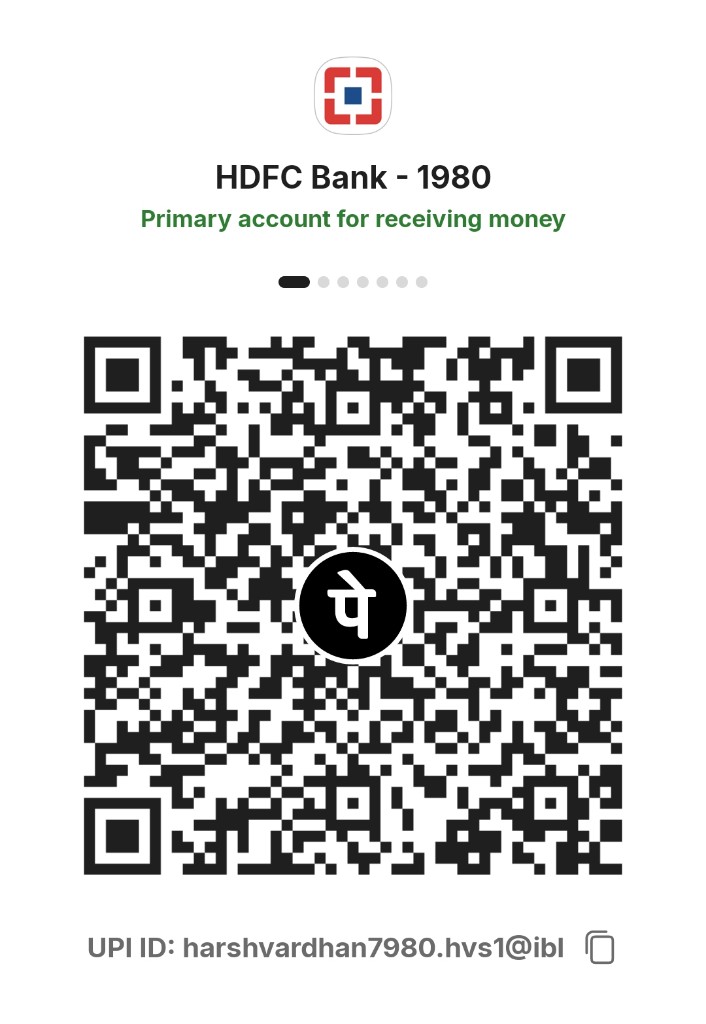 HDFC Bank - 1980
Primary account for receiving money
पे
UPI ID: harshvardhan7980.hvs1@ibl